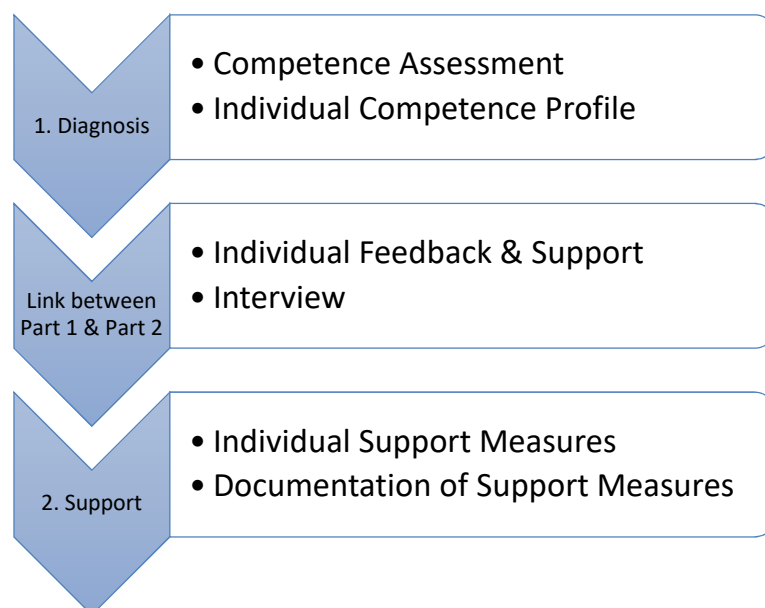 1. Diagnosis
• Competence Assessment
• Individual Competence Profile
Link between
Part 1 & Part 2
• Individual Feedback & Support
• Interview
2. Support
• Individual Support Measures
• Documentation of Support Measures